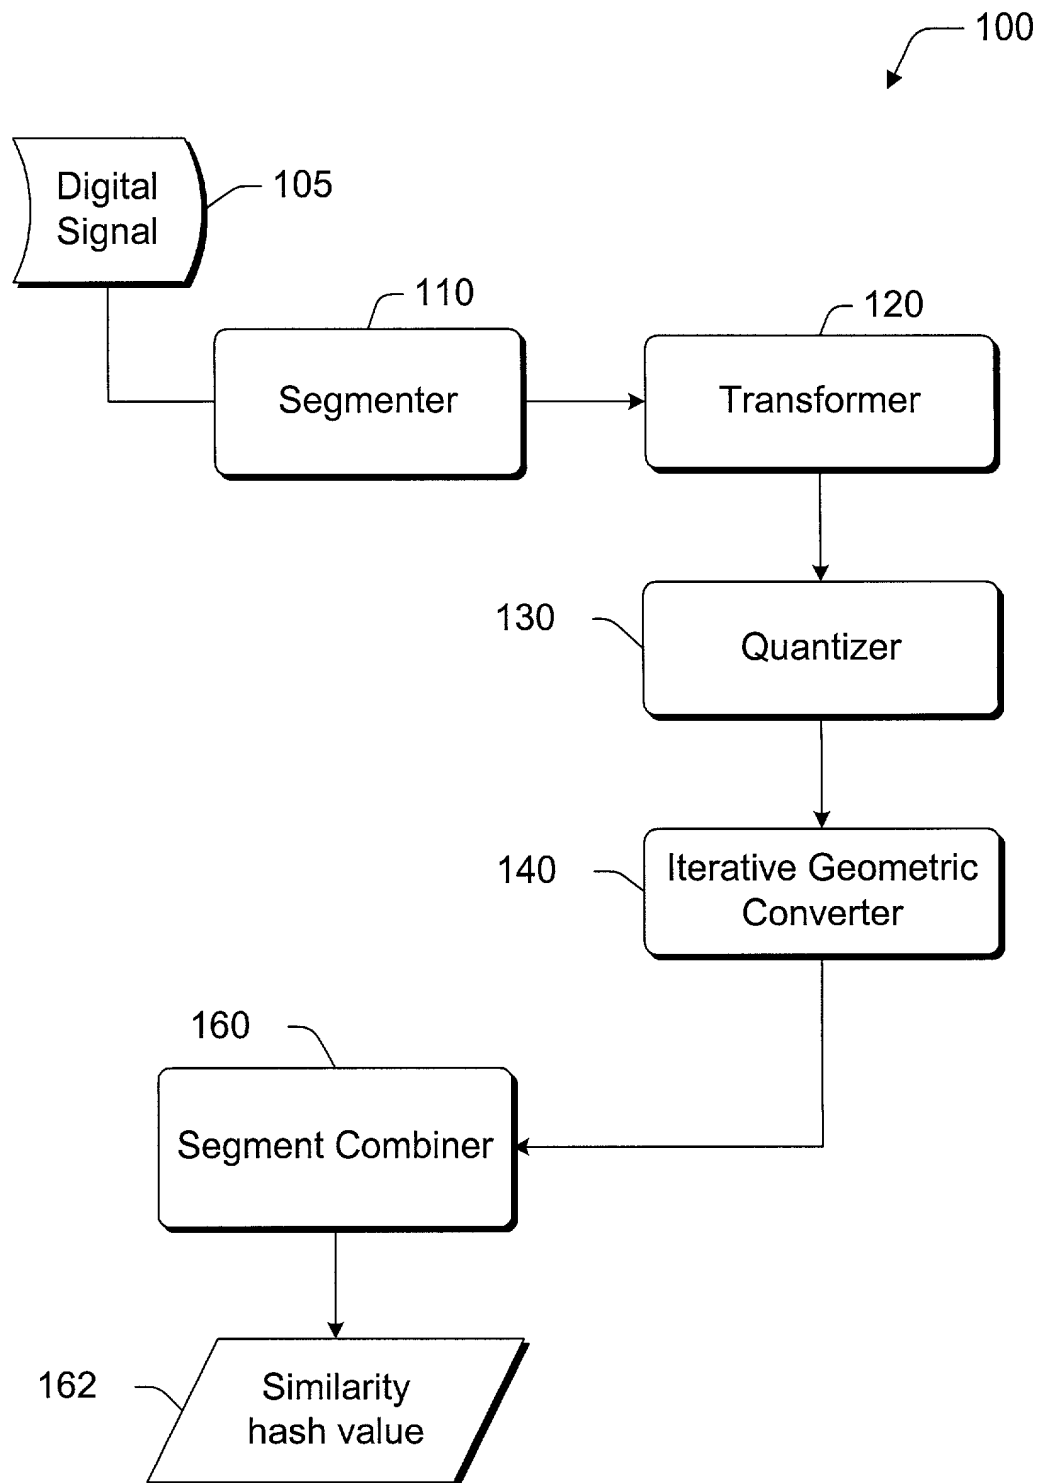 100
Digital
Signal
105
110
Segmenter
120
Transformer
130
Quantizer
140
Iterative Geometric
Converter
160
Segment Combiner
162
Similarity
hash value